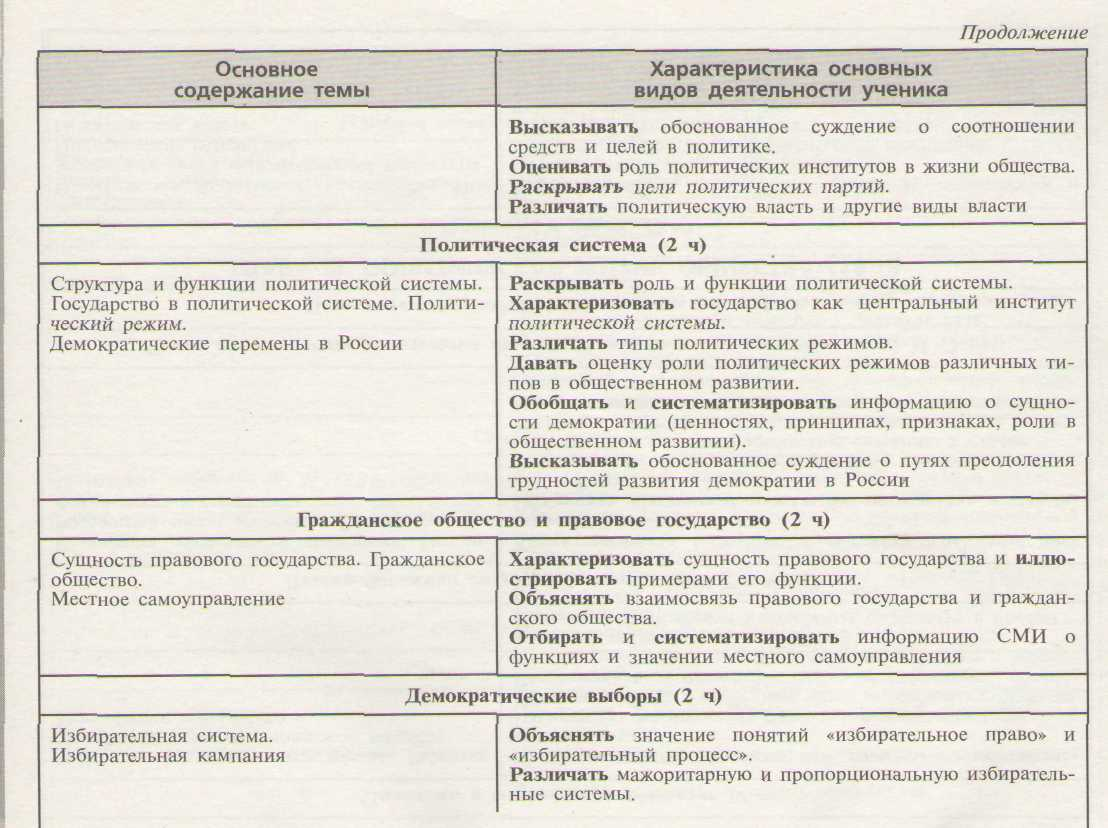 Продолжение
Основное
содержание темы
Характеристика основных
видов деятельности ученика
Высказывать обоснованное суждение о соотношении
средств и целей в политике.
Оценивать роль политических институтов в жизни общества.
Раскрывать цели политических партий.
Различать политическую власть и другие виды власти
Политическая система (2 ч)
Структура и функции политической системы.
Государство в политической системе. Полити-
ческий режим.
Демократические перемены в России
Раскрывать роль и функции политической системы.
Характеризовать государство как центральный институт
политической системы.
Различать типы политических режимов.
Давать оценку роли политических режимов различных ти-
пов в общественном развитии.
Обобщать и систематизировать информацию о сущно-
сти демократии (ценностях, принципах, признаках, роли в
общественном развитии).
Высказывать обоснованное суждение о путях преодоления
трудностей развития демократии в России
Гражданское общество и правовое государство (2 ч)
Сущность правового государства. Гражданское
общество.
Местное самоуправление
Характеризовать сущность правового государства и иллю-
стрировать примерами его функции.
Объяснять взаимосвязь правового государства и граждан-
ского общества.
Отбирать и систематизировать информацию СМИ о
функциях и значении местного самоуправления
Демократические выборы (2 ч)
Избирательная система.
Избирательная кампания
Объяснять значение понятий «избирательное право» и
«избирательный процесс».
Различать мажоритарную и пропорциональную избиратель-
ные системы.